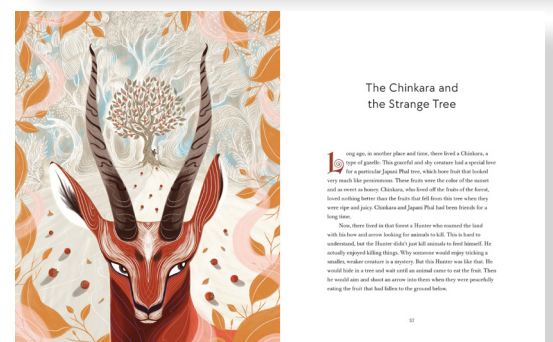 The Chinkara and
the Strange Tree
Long ago, in another place and time, there lived a Chinkara, a
type of gazelle. This graceful and shy creature had a special love
for a particular Japani Phal tree, which bore fruit that looked
very much like persimmons. These fruits were the color of the sunset
and as sweet as honey. Chinkara, who lived off the fruits of the forest,
loved nothing better than the fruits that fell from this tree when they
were ripe and juicy. Chinkara and Japani Phal had been friends for a
long time.
Now, there lived in that forest a Hunter who roamed the land
with his bow and arrow looking for animals to kill. This is hard to
understand, but the Hunter didn't just kill animals to feed himself. He
actually enjoyed killing things. Why someone would enjoy tricking a
smaller, weaker creature is a mystery. But this Hunter was like that. He
would hide in a tree and wait until an animal came to eat the fruit. Then
he would aim and shoot an arrow into them when they were peacefully
eating the fruit that had fallen to the ground below.